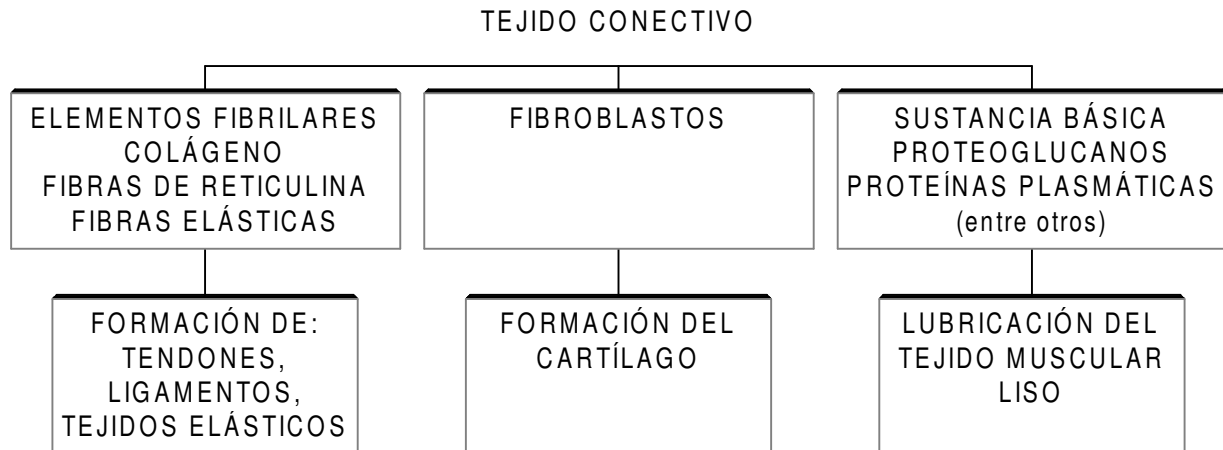 TEJIDO CONECTIVO
ELEMENTOS FIBRILARES
COLÁGENO
FIBRAS DE RETICULINA
FIBRAS ELÁSTICAS
FIBROBLASTOS
SUSTANCIA BÁSICA
PROTEOGLUCANOS
PROTEÍNAS PLASMÁTICAS
(entre otros)
FORMACIÓN DE:
TENDONES,
LIGAMENTOS,
TEJIDOS ELÁSTICOS
FORMACIÓN DEL
CARTÍLAGO
LUBRICACIÓN DEL
TEJIDO MUSCULAR
LISO